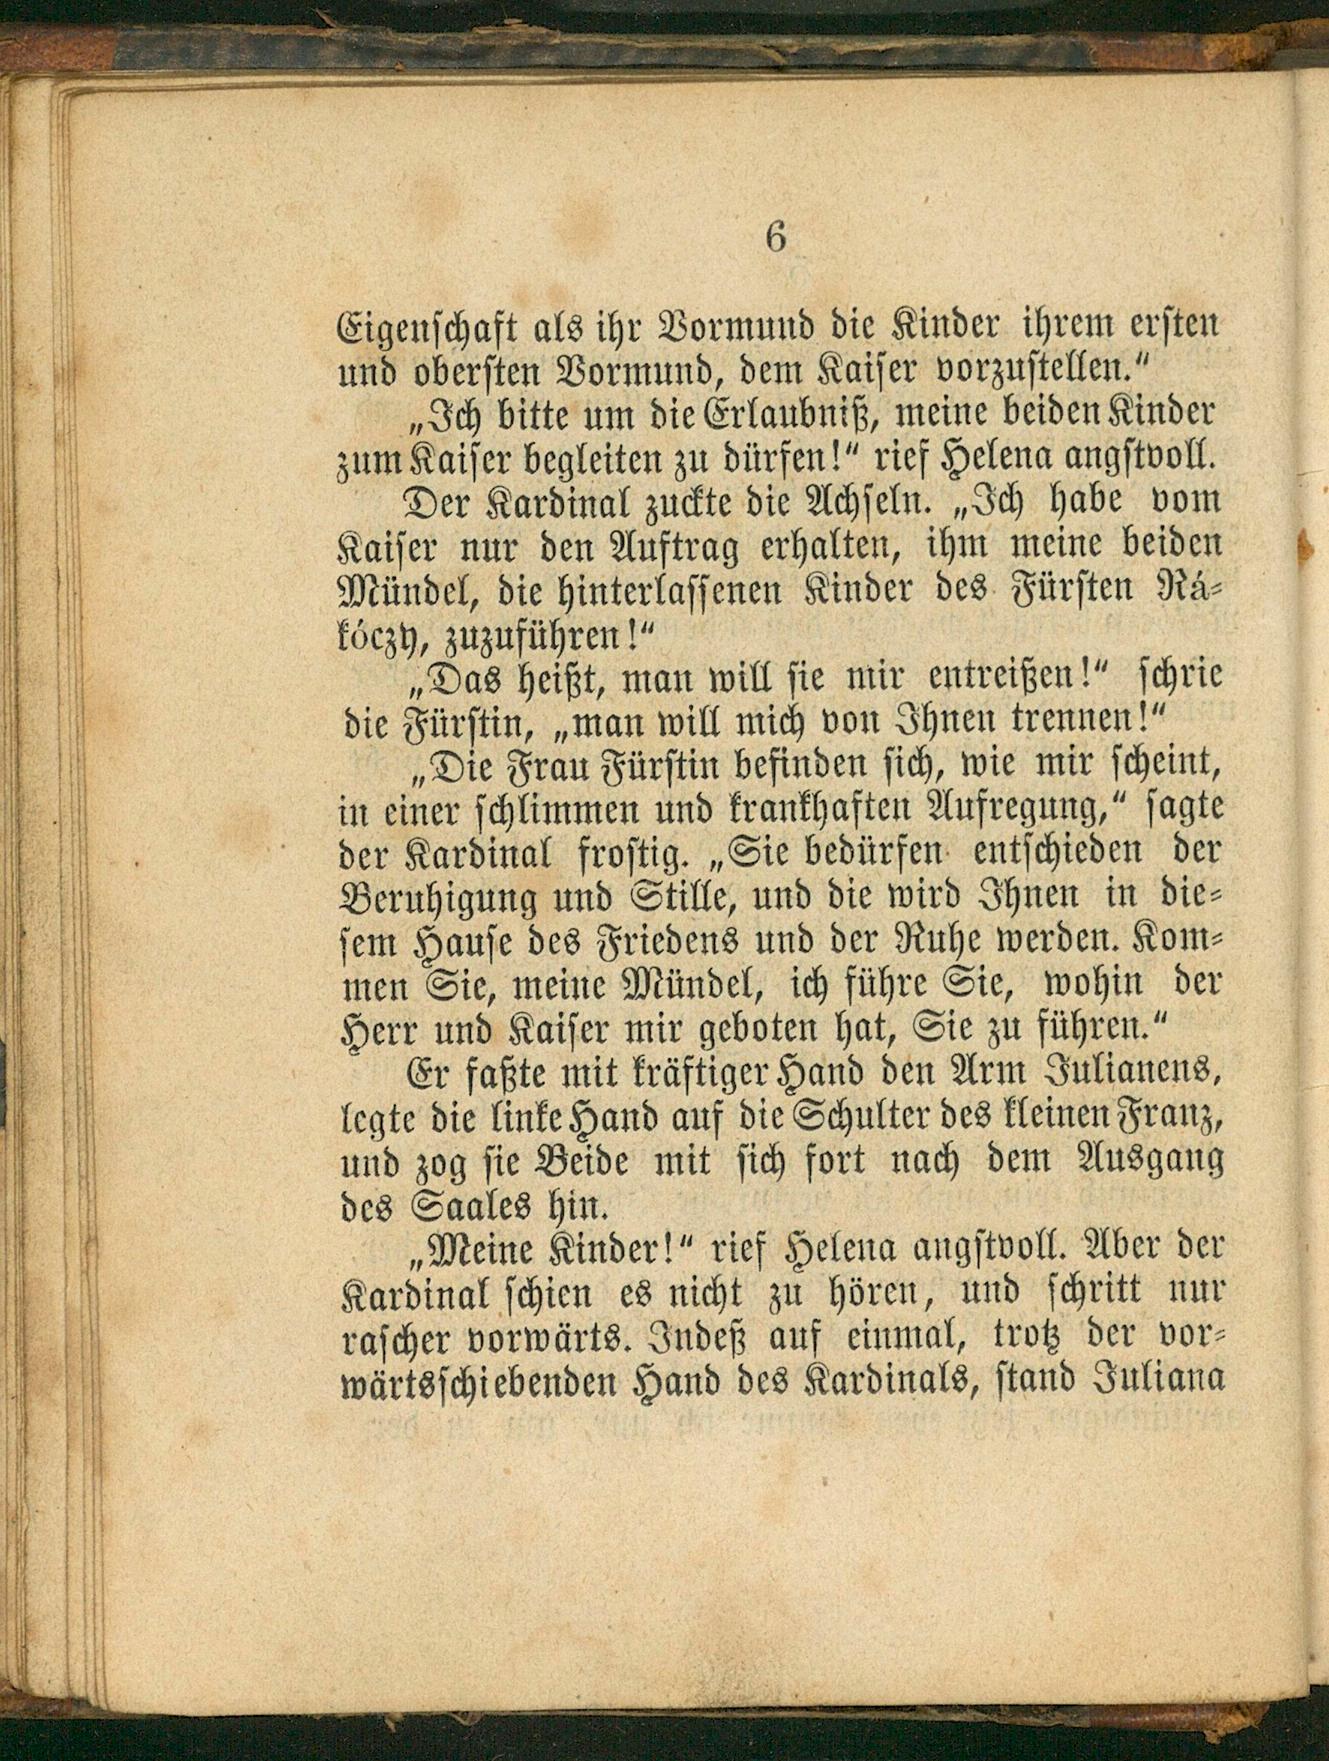 6
Eigenschaft als ihr Vormund die Kinder ihrem ersten
und obersten Vormund, dem Kaiser vorzustellen.“
„Ich bitte um die Erlaubniß, meine beiden Kinder
zum Kaiser begleiten zu dürfen!“ rief Helena angstvoll.
Der Kardinal zuckte die Achseln. „Ich habe vom
Kaiser nur den Auftrag erhalten, ihm meine beiden
Mündel, die hinterlassenen Kinder des Fürsten Rá-
kóczy, zuzuführen!“
„Das heißt, man will sie mir entreißen!“ schrie
die Fürstin, „man will mich von Ihnen trennen!“
„Die Frau Fürstin befinden sich, wie mir scheint,
in einer schlimmen und krankhaften Aufregung,“ sagte
der Kardinal frostig. „Sie bedürfen entschieden der
Beruhigung und Stille, und die wird Ihnen in die-
sem Hause des Friedens und der Ruhe werden. Kom-
men Sie, meine Mündel, ich führe Sie, wohin der
Herr und Kaiser mir geboten hat, Sie zu führen.“
Er faßte mit kräftiger Hand den Arm Julianens,
legte die linke Hand auf die Schulter des kleinen Franz,
und zog sie Beide mit sich fort nach dem Ausgang
des Saales hin.
„Meine Kinder!“ rief Helena angstvoll. Aber der
Kardinal schien es nicht zu hören, und schritt nur
rascher vorwärts. Indeß auf einmal, trotz der vor-
wärtsschiebenden Hand des Kardinals, stand Juliana